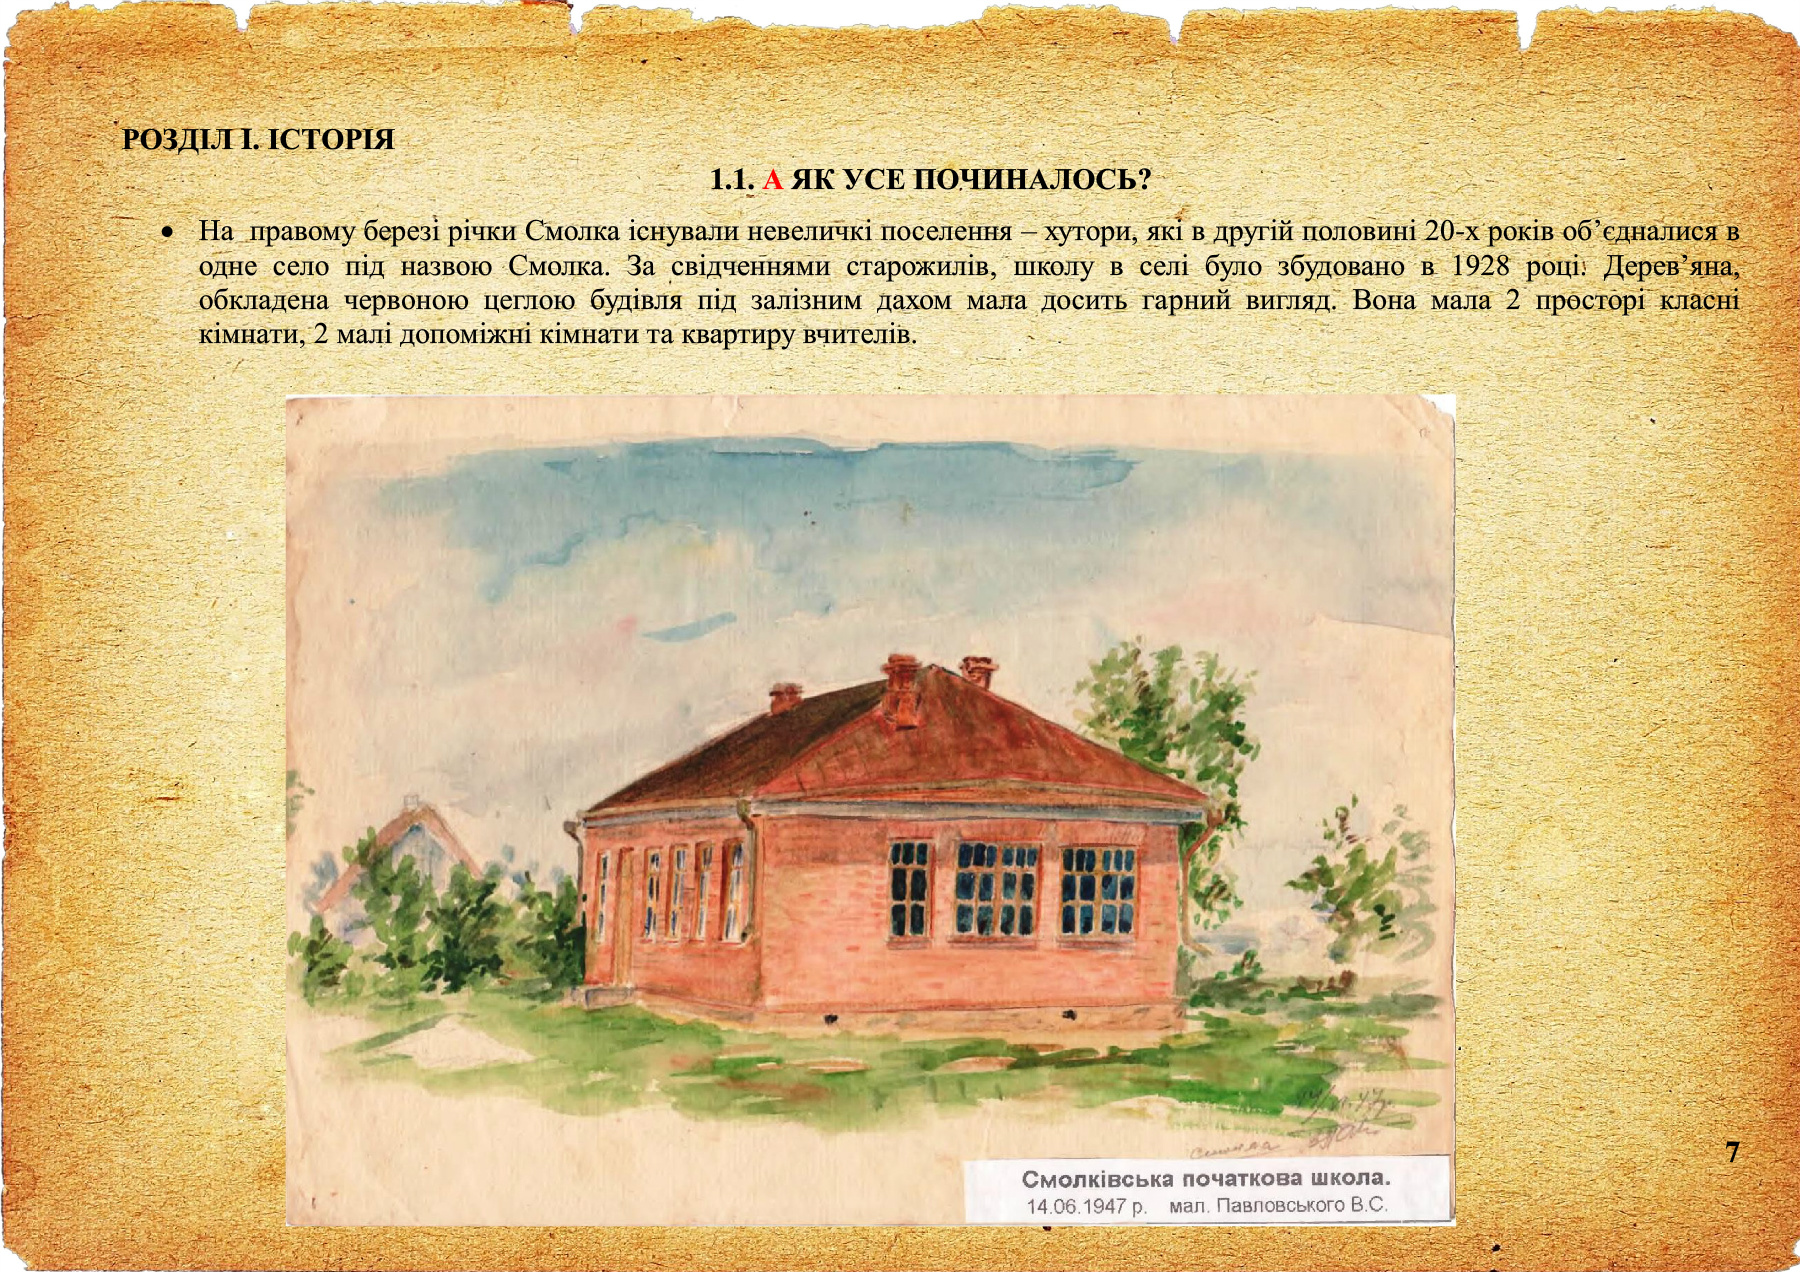 РОЗДІЛ І. ІСТОРІЯ
1.1. А ЯК УСЕ ПОЧИНАЛОСЬ?
• На правому березі річки Смолка існували невеличкі поселення – хутори, які в другій половині 20-х років об’єдналися в
одне село під назвою Смолка. За свідченнями старожилів, школу в селі було збудовано в 1928 році. Дерев’яна,
обкладена червоною цеглою будівля під залізним дахом мала досить гарний вигляд. Вона мала 2 просторі класні
кімнати, 2 малі допоміжні кімнати та квартиру вчителів.
Смолківська початкова школа.
14.06.1947 р. мал. Павловського В.С.
7